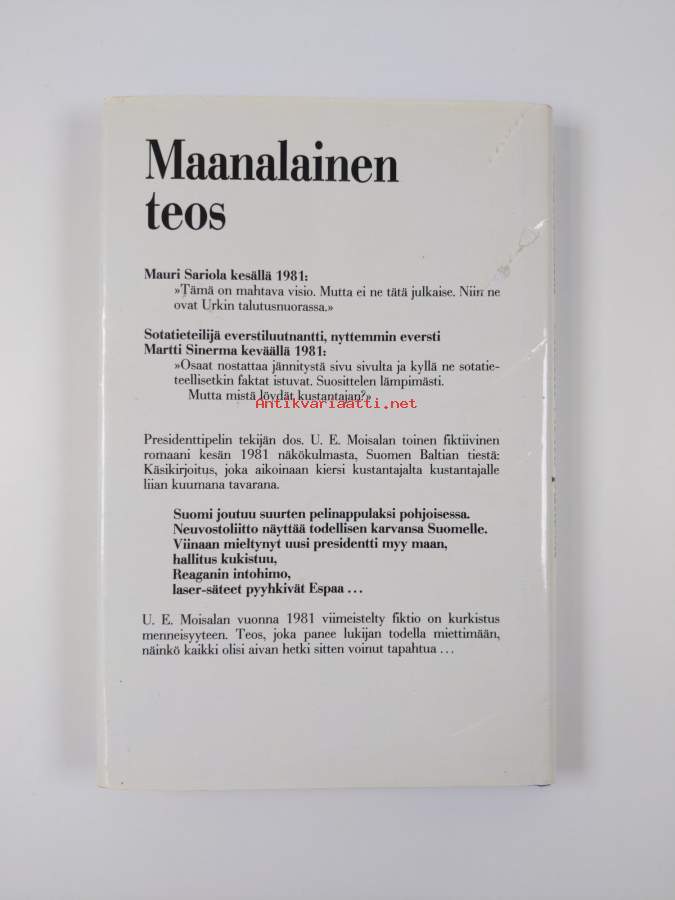 Maanalainen
teos
Mauri Sariola kesällä 1981:
»Tämä on mahtava visio. Mutta ei ne tätä julkaise. Niin ne
ovat Urkin talutusnuorassa.»
Sotatieteilijä everstiluutnantti, nyttemmin eversti
Martti Sinerma keväällä 1981:
»Osaat nostattaa jännitystä sivu sivulta ja kyllä ne sotatie-
teellisetkin faktat istuvat. Suosittelen lämpimästi.
Mutta mistä löydät kustantajan?»
Antikvariaatti.net
Presidenttipelin tekijän dos. U. E. Moisalan toinen fiktiivinen
romaani kesän 1981 näkökulmasta, Suomen Baltian tiestä:
Käsikirjoitus, joka aikoinaan kiersi kustantajalta kustantajalle
liian kuumana tavarana.
Suomi joutuu suurten pelinappulaksi pohjoisessa.
Neuvostoliitto näyttää todellisen karvansa Suomelle.
Viinaan mieltynyt uusi presidentti myy maan,
hallitus kukistuu,
Reaganin intohimo,
laser-säteet pyyhkivät Espaa ...
U. E. Moisalan vuonna 1981 viimeistelty fiktio on kurkistus
menneisyyteen. Teos, joka panee lukijan todella miettimään,
näinkö kaikki olisi aivan hetki sitten voinut tapahtua ...